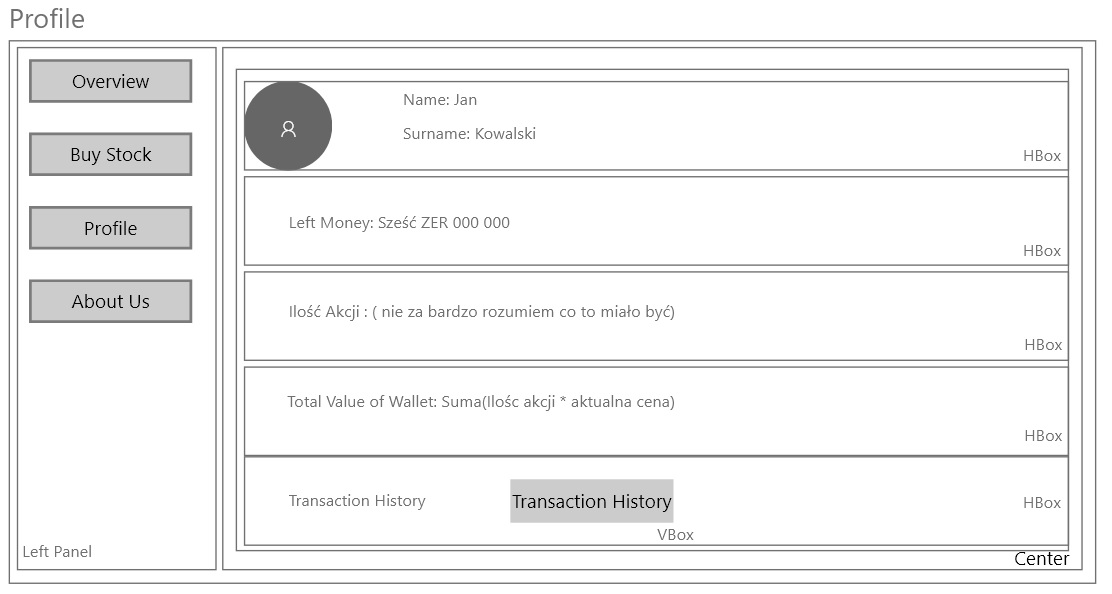 Profile
Overview
Buy Stock
Profile
About Us
Left Panel
Name: Jan
Surname: Kowalski
HBox
Left Money: Sześć ZER 000 000
HBox
Ilość Akcji : ( nie za bardzo rozumiem co to miało być)
HBox
Total Value of Wallet: Suma(Ilośc akcji * aktualna cena)
HBox
Transaction History
Transaction History
HBox
VBox
Center